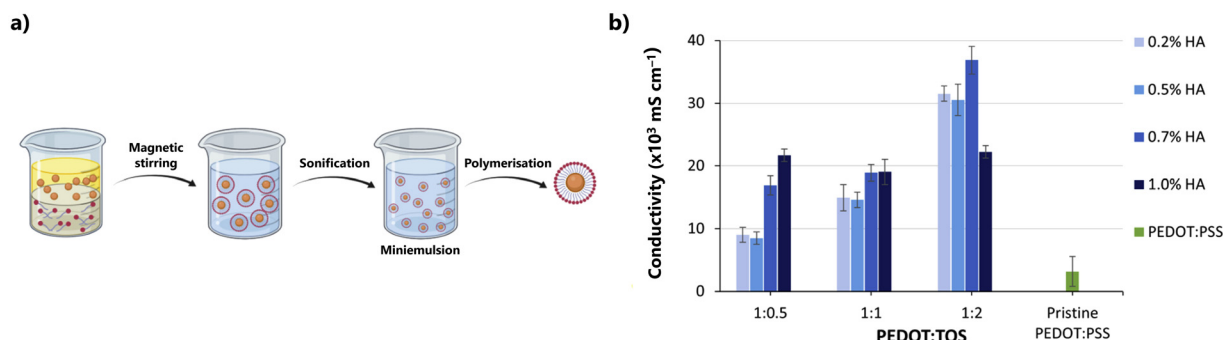 a)
Magnetic
stirring
Sonification
Polymerisation
Miniemulsion
b)
Conductivity (x10³ mS cm⁻¹)
40
30
20
10
0
1:0.5
1:1
1:2
Pristine
PEDOT:PSS
PEDOT:TOS
0.2% HA
0.5% HA
0.7% HA
1.0% HA
PEDOT:PSS